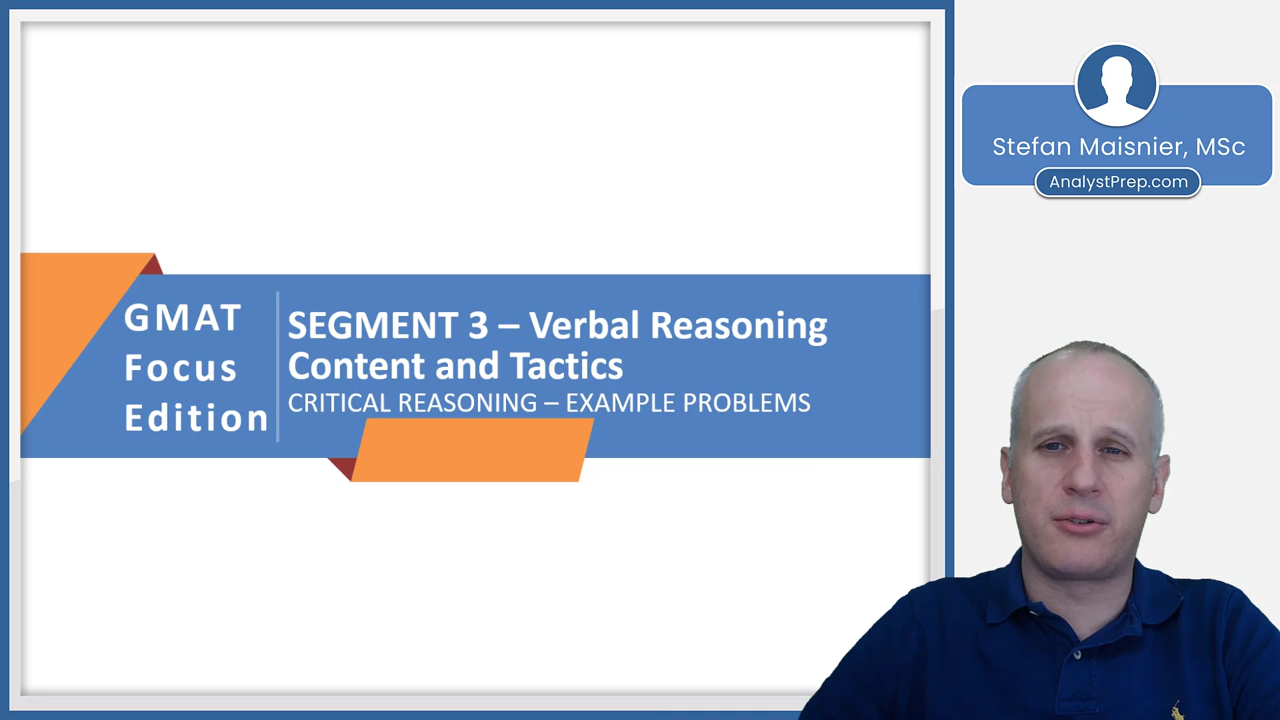 GMAT
Focus
Edition
SEGMENT 3 – Verbal Reasoning
Content and Tactics
CRITICAL REASONING – EXAMPLE PROBLEMS
Stefan Maisnier, MSc
AnalystPrep.com